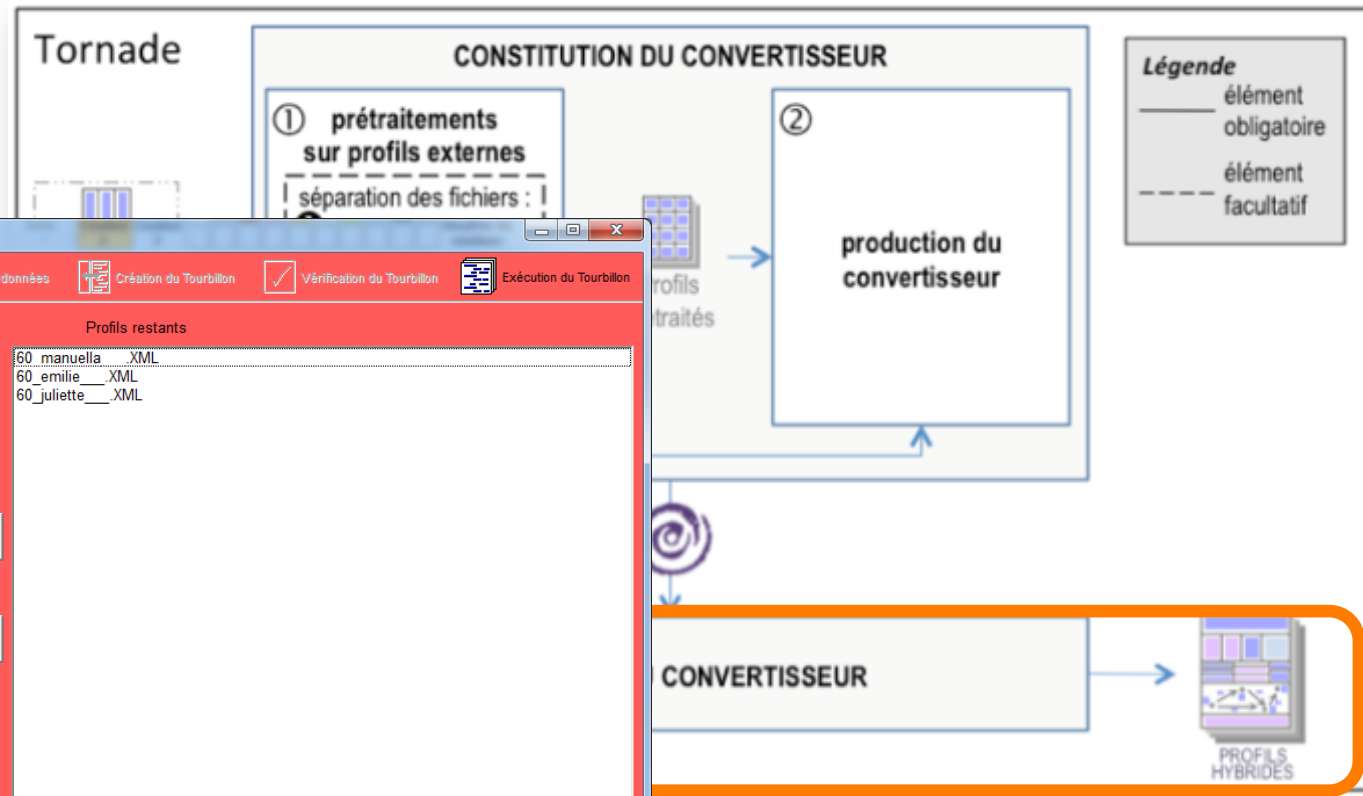 Tornade
CONSTITUTION DU CONVERTISSEUR
Légende
élément
obligatoire
élément
facultatif
① prétraitements
sur profils externes
séparation des fichiers :
②
production du
convertisseur
données
Création du Tourbillon
Vérification du Tourbillon
Exécution du Tourbillon
Profils restants
60_manuella___.XML
60_emilie___.XML
60_juliette___.XML
rofils
traités
CONVERTISSEUR
PROFILS
HYBRIDES